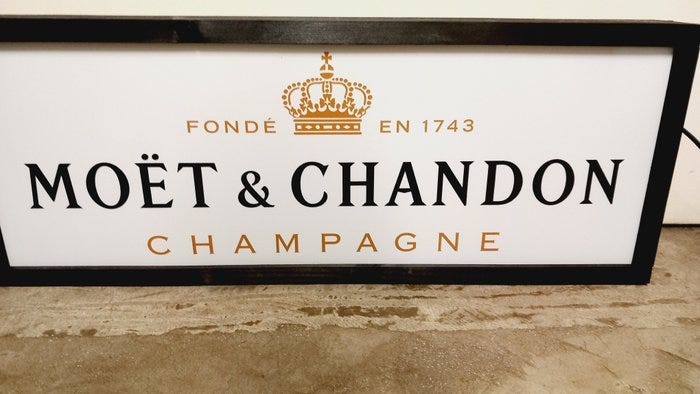 FONDÉ EN 1743
MOËT & CHANDON
CHAMPAGNE